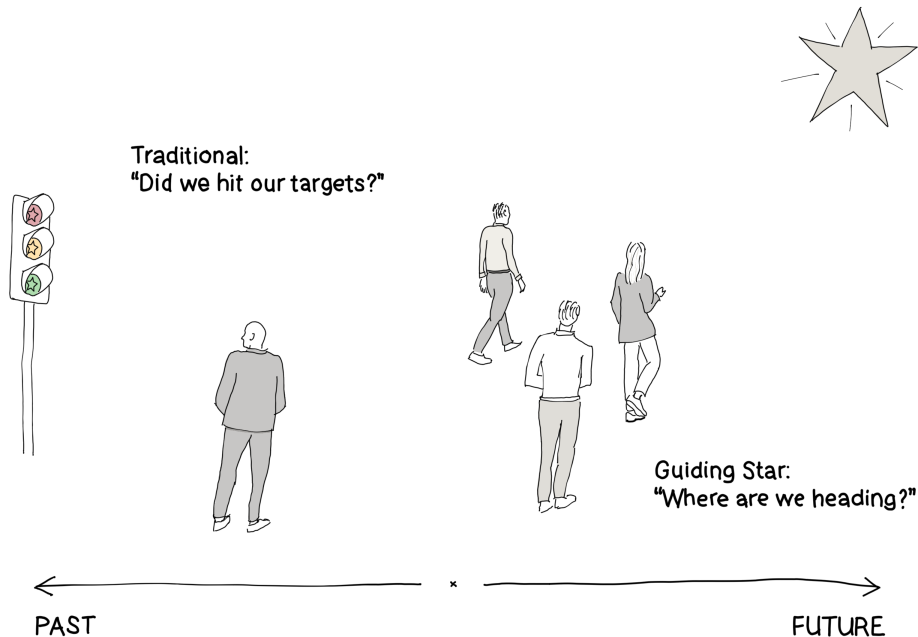 Traditional:
"Did we hit our targets?"
Guiding Star:
"Where are we heading?"
PAST
x
FUTURE